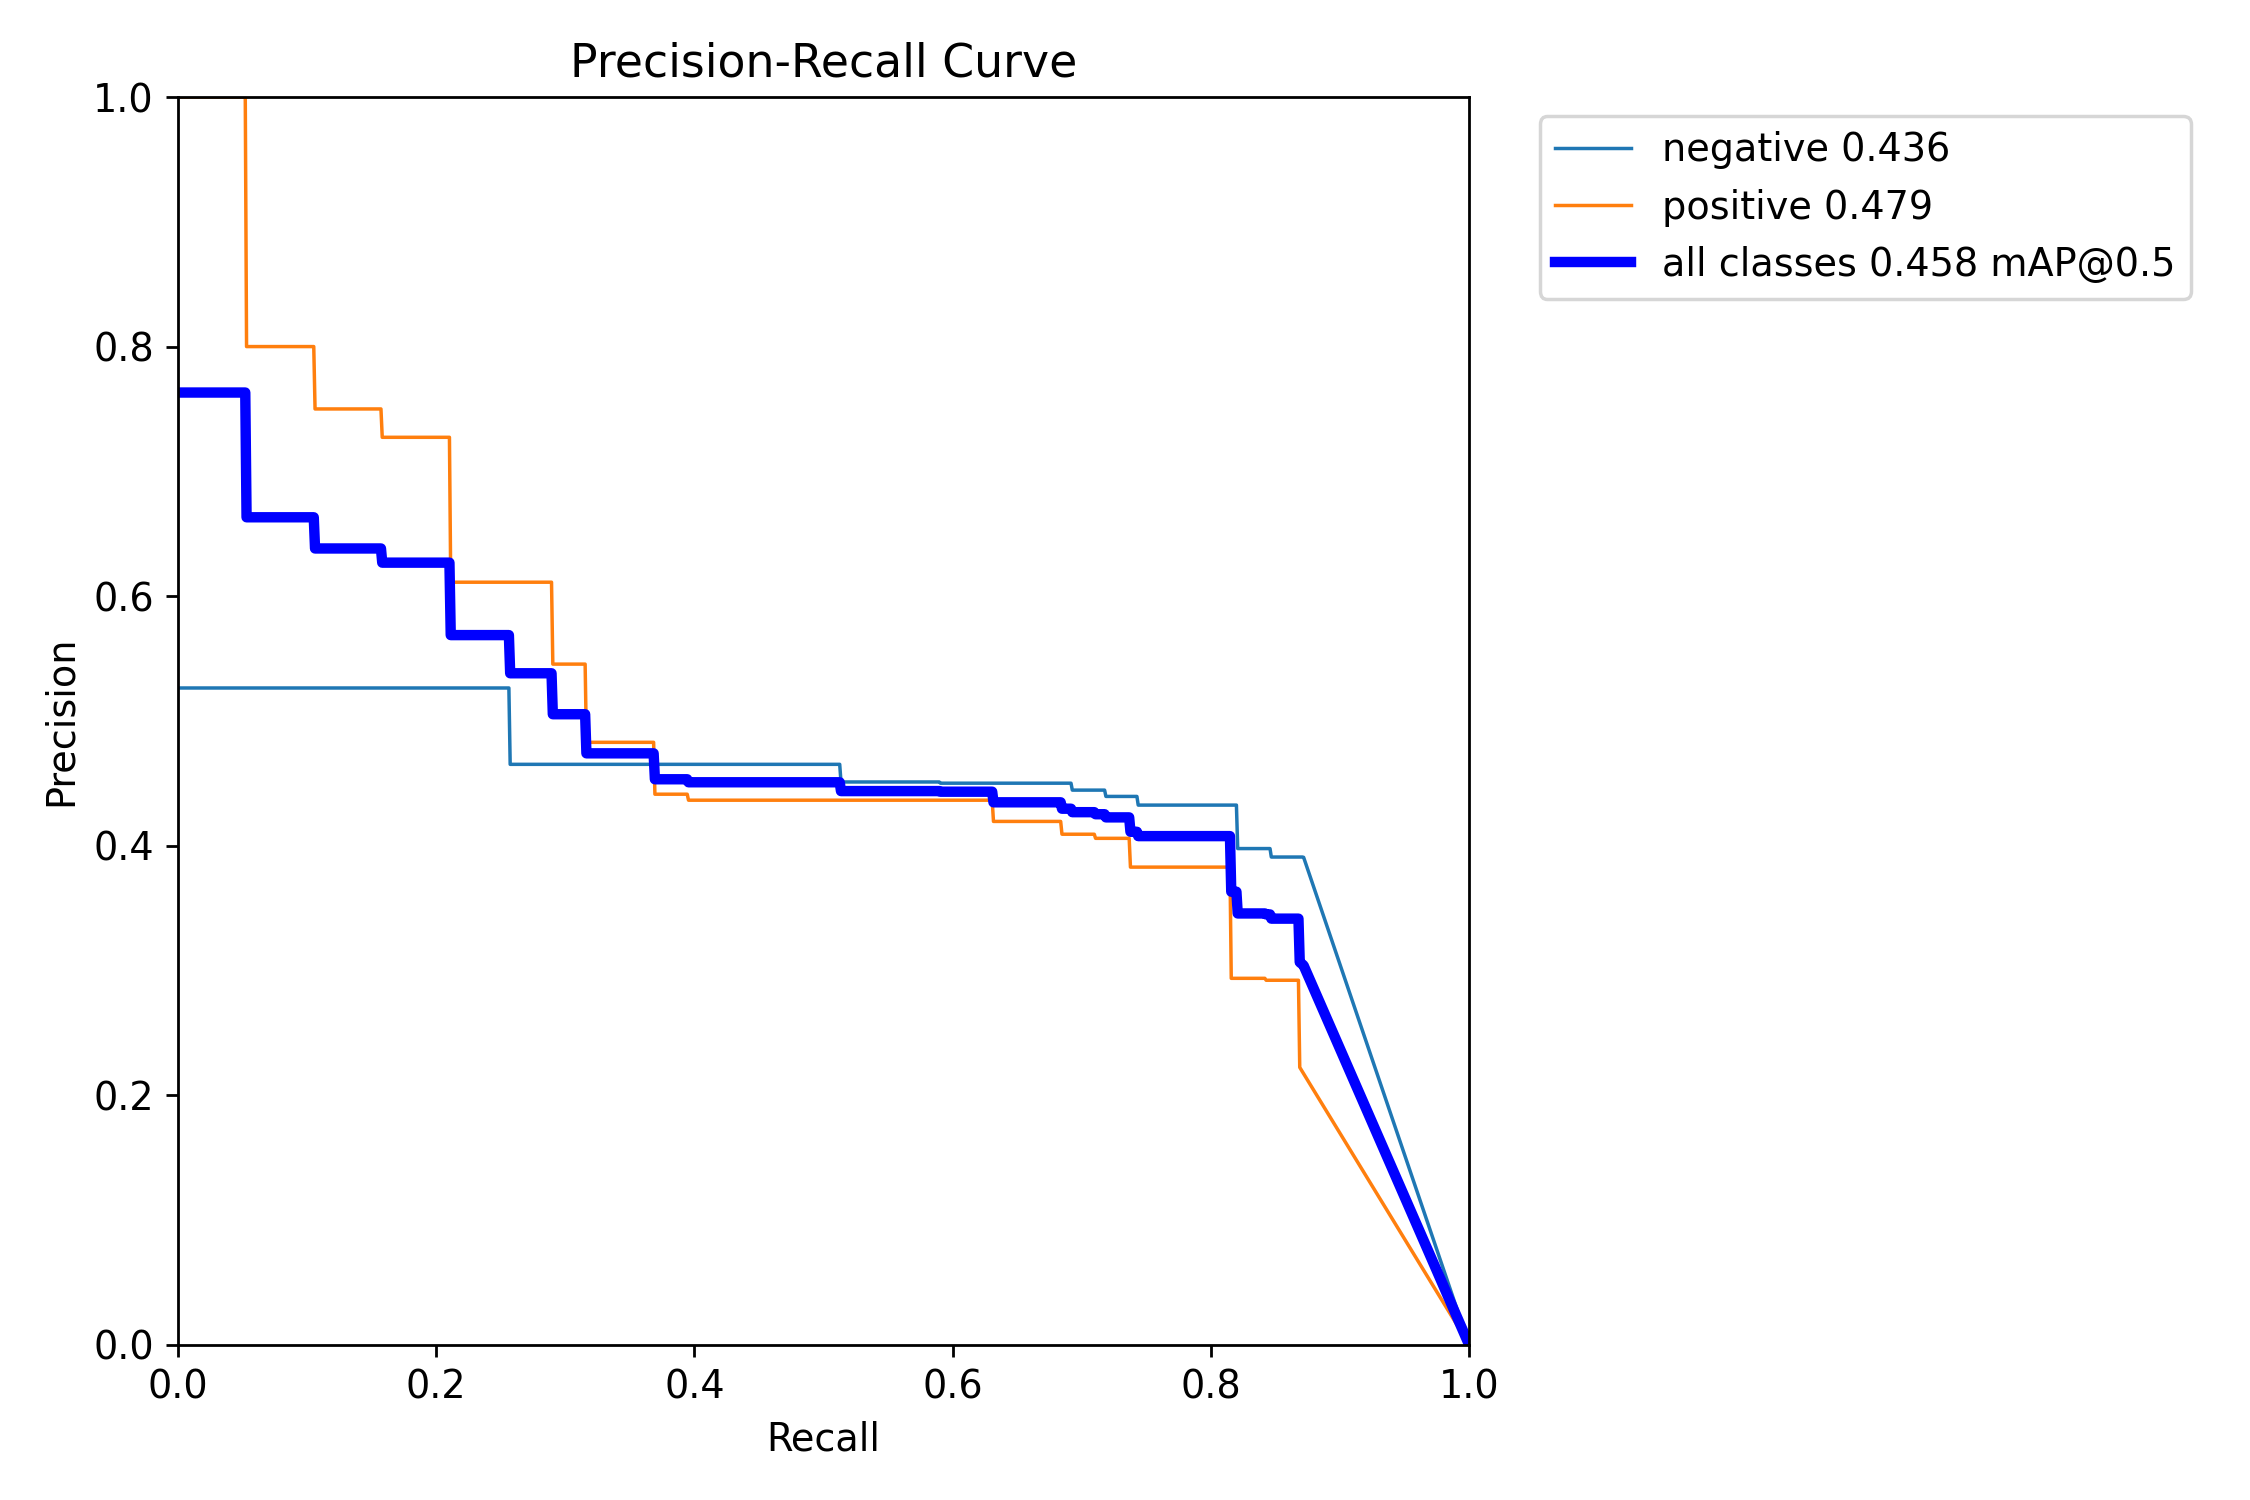 Precision-Recall Curve
1.0
0.8
0.6
0.4
0.2
0.0
Precision
0.0 0.2 0.4 0.6 0.8 1.0
Recall
negative 0.436
positive 0.479
all classes 0.458 mAP@0.5